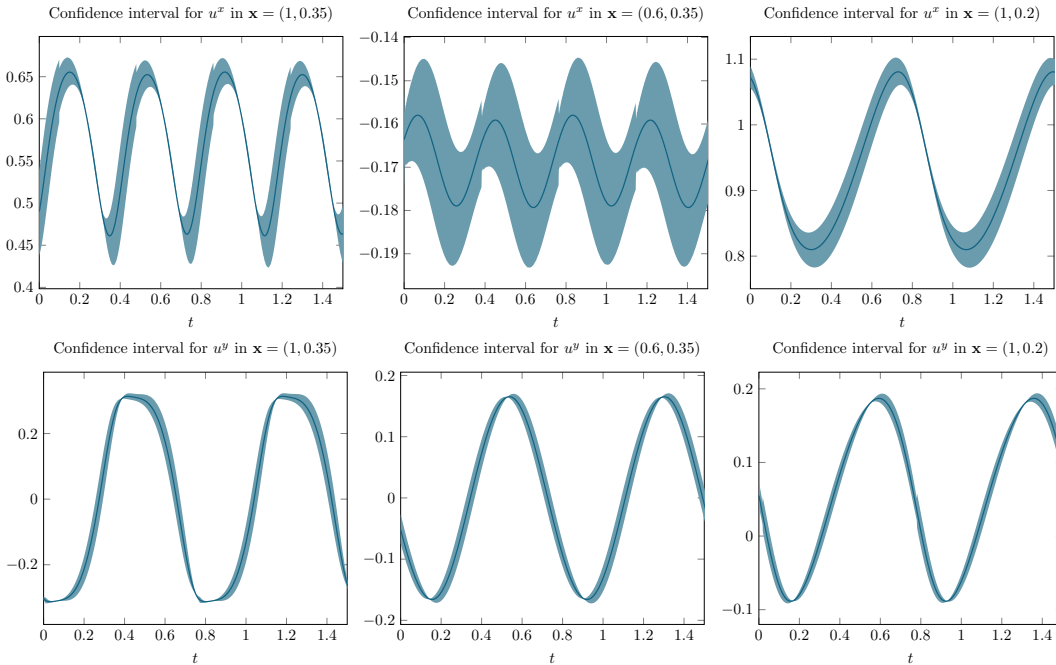 Confidence interval for u^x in x = (1, 0.35)
Confidence interval for u^x in x = (0.6, 0.35)
Confidence interval for u^x in x = (1, 0.2)
0.65
0.6
0.55
0.5
0.45
0.4
0 0.2 0.4 0.6 0.8 1 1.2 1.4
t
−0.14
−0.15
−0.16
−0.17
−0.18
−0.19
0 0.2 0.4 0.6 0.8 1 1.2 1.4
t
1.1
1
0.9
0.8
0 0.2 0.4 0.6 0.8 1 1.2 1.4
t
Confidence interval for u^y in x = (1, 0.35)
Confidence interval for u^y in x = (0.6, 0.35)
Confidence interval for u^y in x = (1, 0.2)
0.2
0
−0.2
0 0.2 0.4 0.6 0.8 1 1.2 1.4
t
0.2
0.1
0
−0.1
−0.2
0 0.2 0.4 0.6 0.8 1 1.2 1.4
t
0.2
0.1
0
−0.1
0 0.2 0.4 0.6 0.8 1 1.2 1.4
t